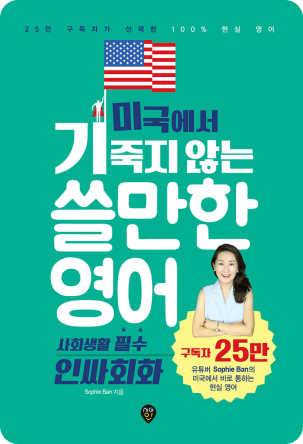 25만 구독자가 선택한 100% 현실 영어
미국에서
기죽지 않는
쓸만한
영어
사회생활 필수
인싸회화
Sophie Ban 지음
구독자 25만
유튜버 Sophie Ban의
미국에서 바로 통하는
현실 영어